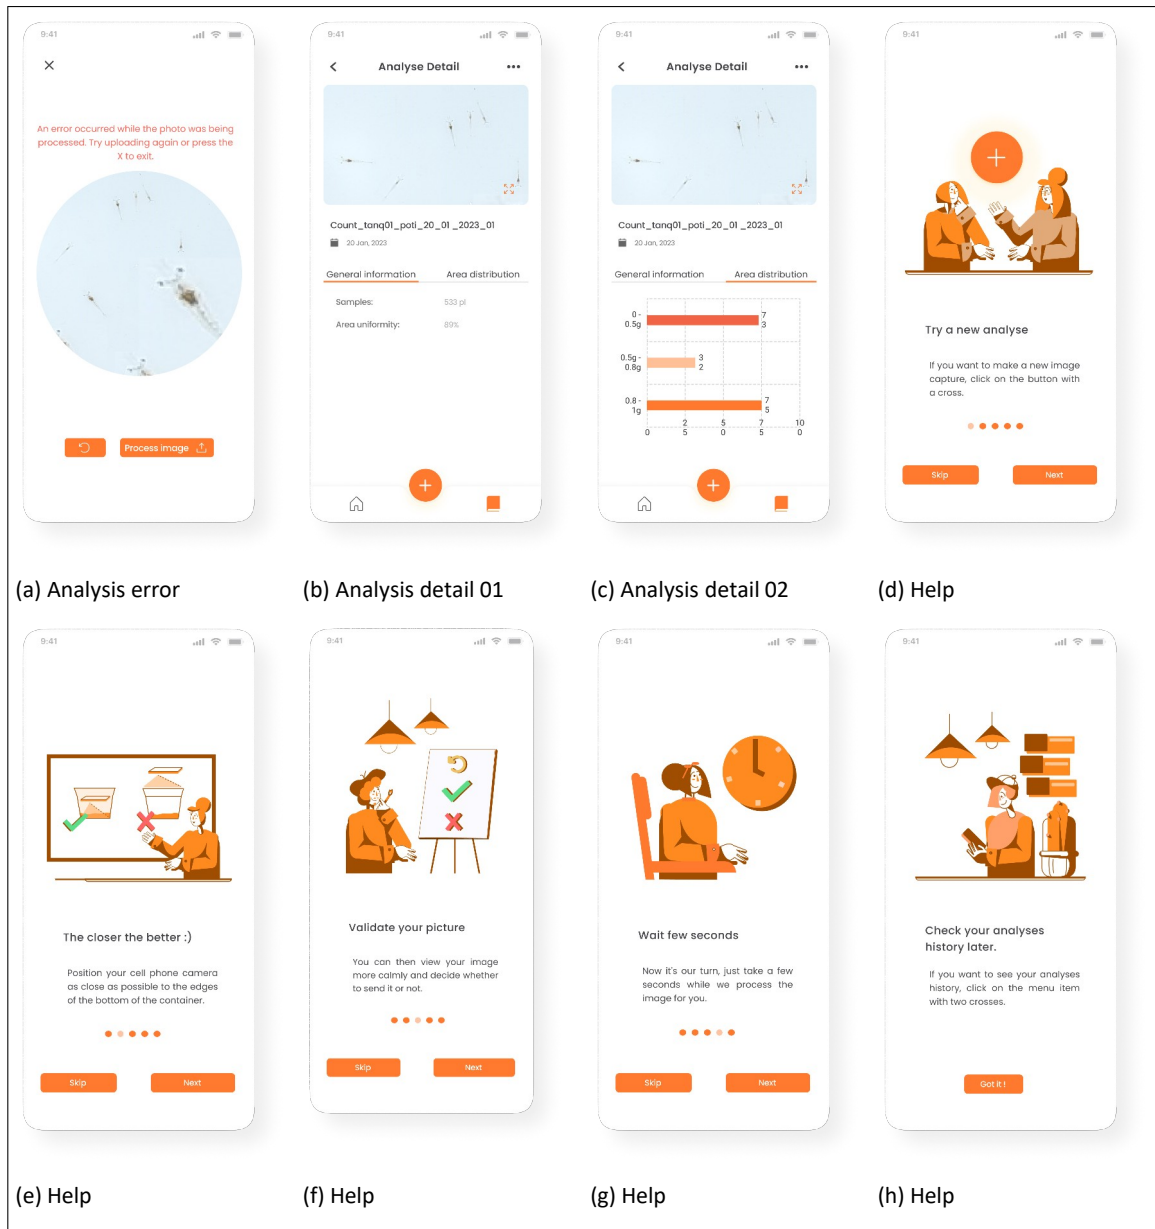 9:41
An error occurred while the photo was being
processed. Try uploading again or press the
X to exit.
Process image
(a) Analysis error
9:41
Analyse Detail
Count_tanq01_poti_20_01 _2023_01
20 Jan, 2023
General information Area distribution
Samples: 533 pl
Area uniformity: 89%
(b) Analysis detail 01
9:41
Analyse Detail
Count_tanq01_poti_20_01 _2023_01
20 Jan, 2023
General information Area distribution
0 -
0.5g
7
3
0.5g -
0.8g
3
2
0.8 -
1g
7
5
2 5 7 10
0 5 0 5 0
(c) Analysis detail 02
9:41
Try a new analyse
If you want to make a new image
capture, click on the button with
a cross.
Skip Next
(d) Help
9:41
The closer the better :)
Position your cell phone camera
as close as possible to the edges
of the bottom of the container.
Skip Next
(e) Help
9:41
Validate your picture
You can then view your image
more calmly and decide whether
to send it or not.
Skip Next
(f) Help
9:41
Wait few seconds
Now it's our turn, just take a few
seconds while we process the
image for you.
Skip Next
(g) Help
9:41
Check your analyses
history later.
If you want to see your analyses
history, click on the menu item
with two crosses.
Got it !
(h) Help